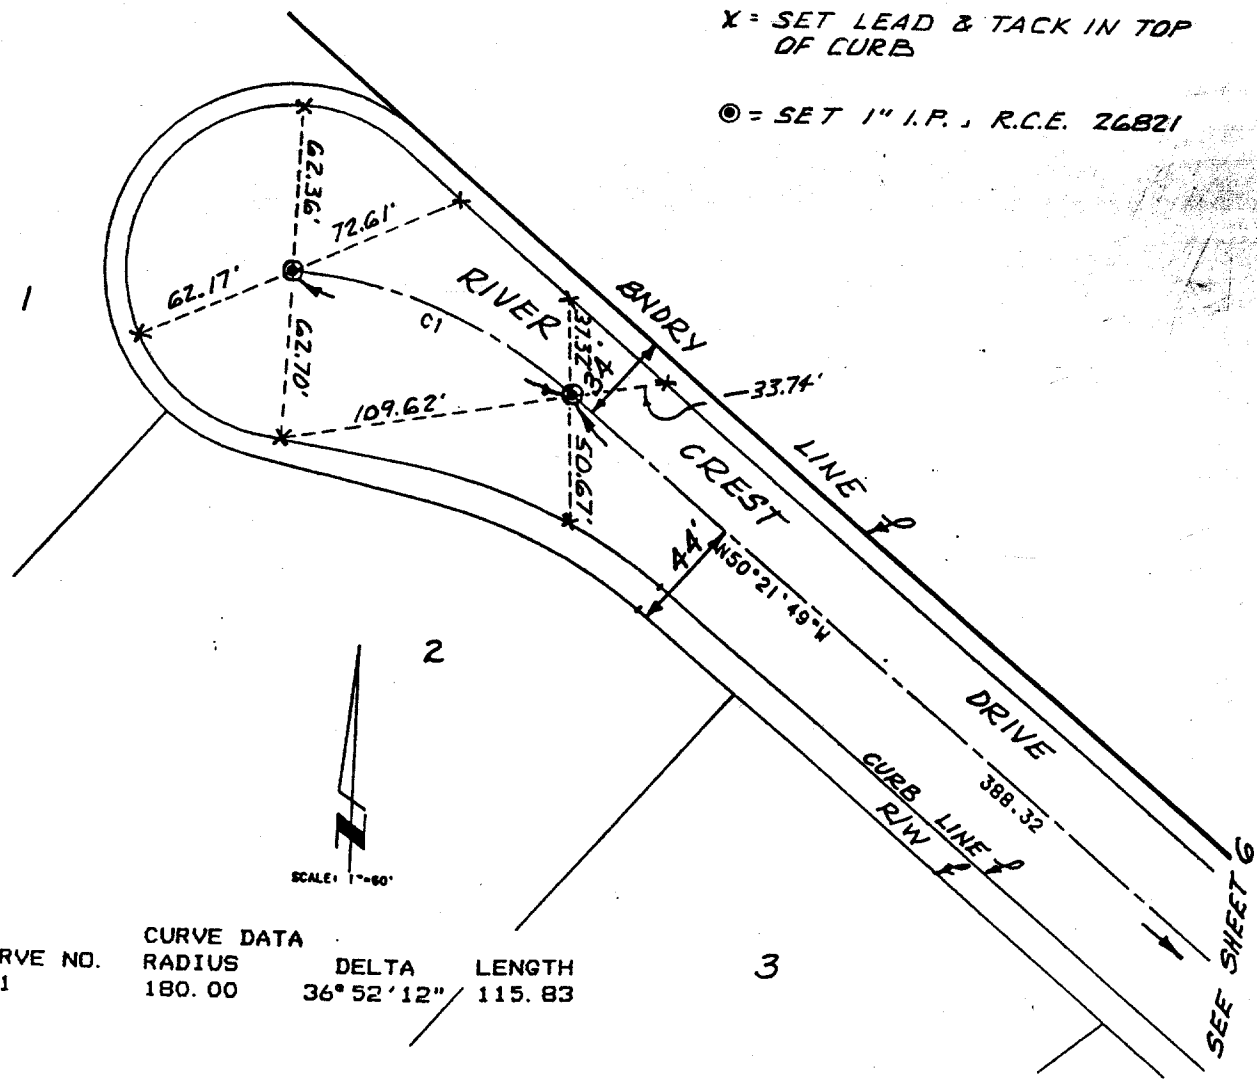 X = SET LEAD & TACK IN TOP
OF CURB
= SET 1" I.P., R.C.E. 26821
62.36'
72.61'
62.17'
1
RIVER
BNDRY
C1
62.70'
37.32'
34'
33.74'
109.62'
50.67'
CREST
LINE
44'
N50°21'49"W
2
DRIVE
388.32
CURB LINE
R/W
SCALE: 1"=60'
SEE SHEET 6
CURVE DATA
RVE NO. RADIUS DELTA LENGTH
1 180.00 36°52'12" 115.83
3